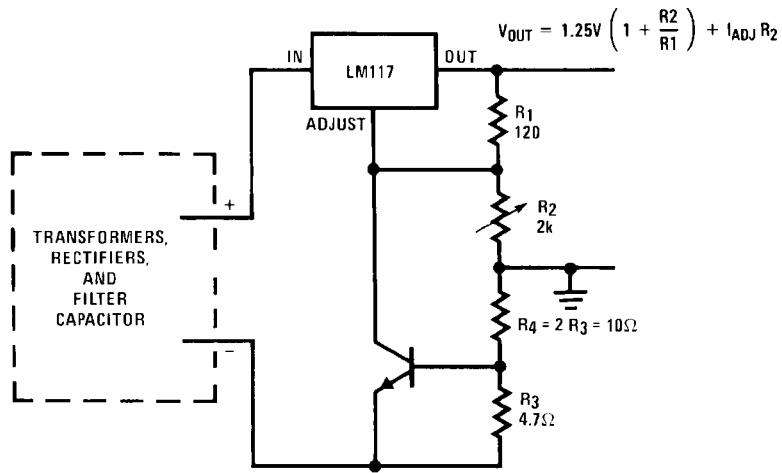 VOUT = 1.25V ( 1 + R2/R1 ) + IADJ R2
IN
LM117
OUT
ADJUST
R1
120
+
R2
2k
TRANSFORMERS,
RECTIFIERS,
AND
FILTER
CAPACITOR
R4 = 2 R3 = 10Ω
−
R3
4.7Ω